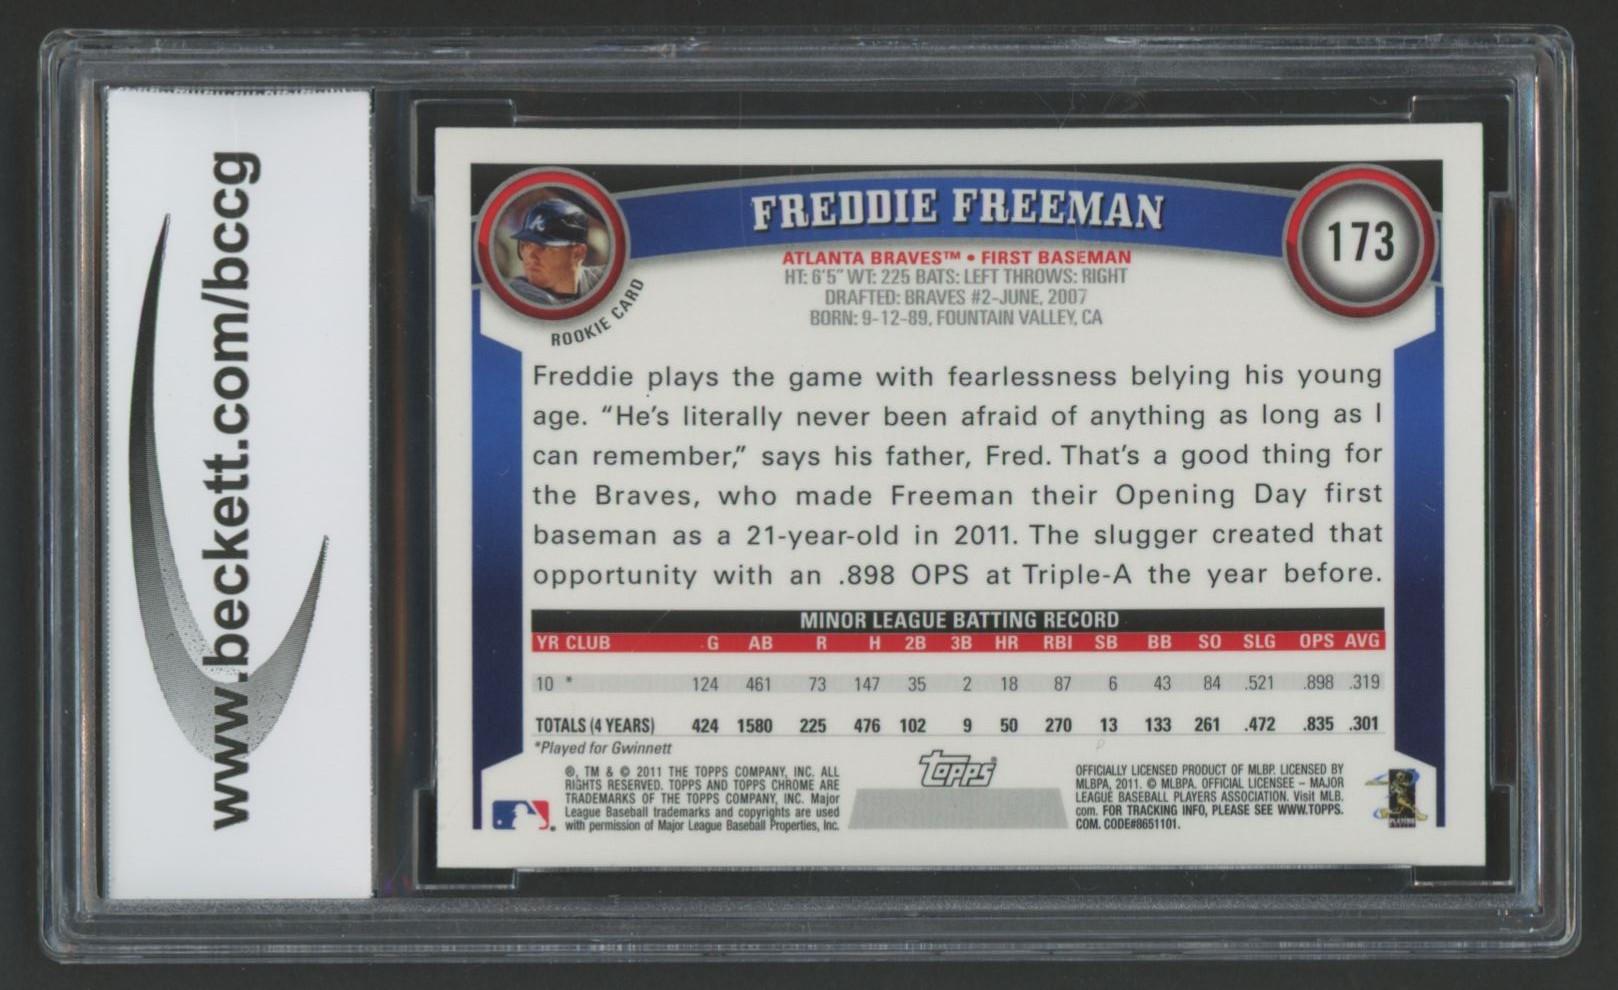 www.beckett.com/bccg
FREDDIE FREEMAN
173
ROOKIE CARD
ATLANTA BRAVES™ • FIRST BASEMAN
HT: 6'5" WT: 225 BATS: LEFT THROWS: RIGHT
DRAFTED: BRAVES #2-JUNE, 2007
BORN: 9-12-89, FOUNTAIN VALLEY, CA
Freddie plays the game with fearlessness belying his young
age. “He’s literally never been afraid of anything as long as I
can remember,” says his father, Fred. That’s a good thing for
the Braves, who made Freeman their Opening Day first
baseman as a 21-year-old in 2011. The slugger created that
opportunity with an .898 OPS at Triple-A the year before.
MINOR LEAGUE BATTING RECORD
YR CLUB G AB R H 2B 3B HR RBI SB BB SO SLG OPS AVG
10 * 124 461 73 147 35 2 18 87 6 43 84 .521 .898 .319
TOTALS (4 YEARS) 424 1580 225 476 102 9 50 270 13 133 261 .472 .835 .301
*Played for Gwinnett
®, TM & © 2011 THE TOPPS COMPANY, INC. ALL
RIGHTS RESERVED. TOPPS AND TOPPS CHROME ARE
TRADEMARKS OF THE TOPPS COMPANY, INC. Major
League Baseball trademarks and copyrights are used
with permission of Major League Baseball Properties, Inc.
topps
OFFICIALLY LICENSED PRODUCT OF MLBP. LICENSED BY
MLBPA, 2011. © MLBPA. OFFICIAL LICENSEE – MAJOR
LEAGUE BASEBALL PLAYERS ASSOCIATION. Visit MLB.
com. FOR TRACKING INFO, PLEASE SEE WWW.TOPPS.
COM. CODE#8651101.